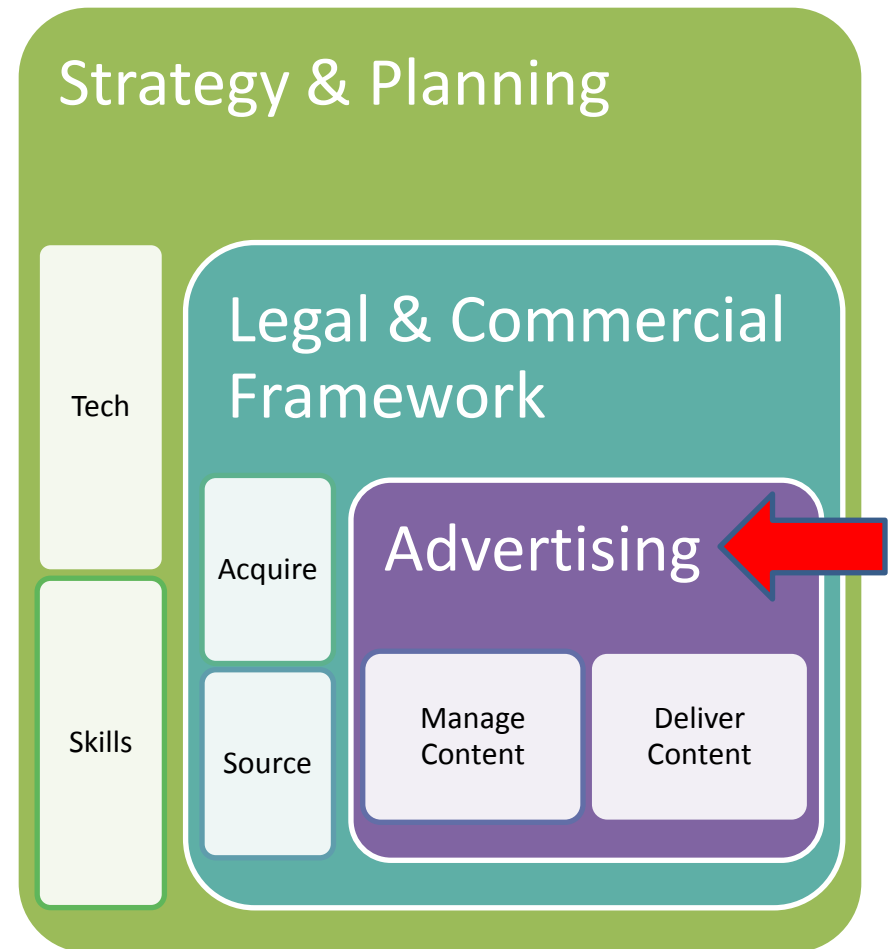 Strategy & Planning
Tech
Skills
Legal & Commercial
Framework
Acquire
Source
Advertising
Manage
Content
Deliver
Content